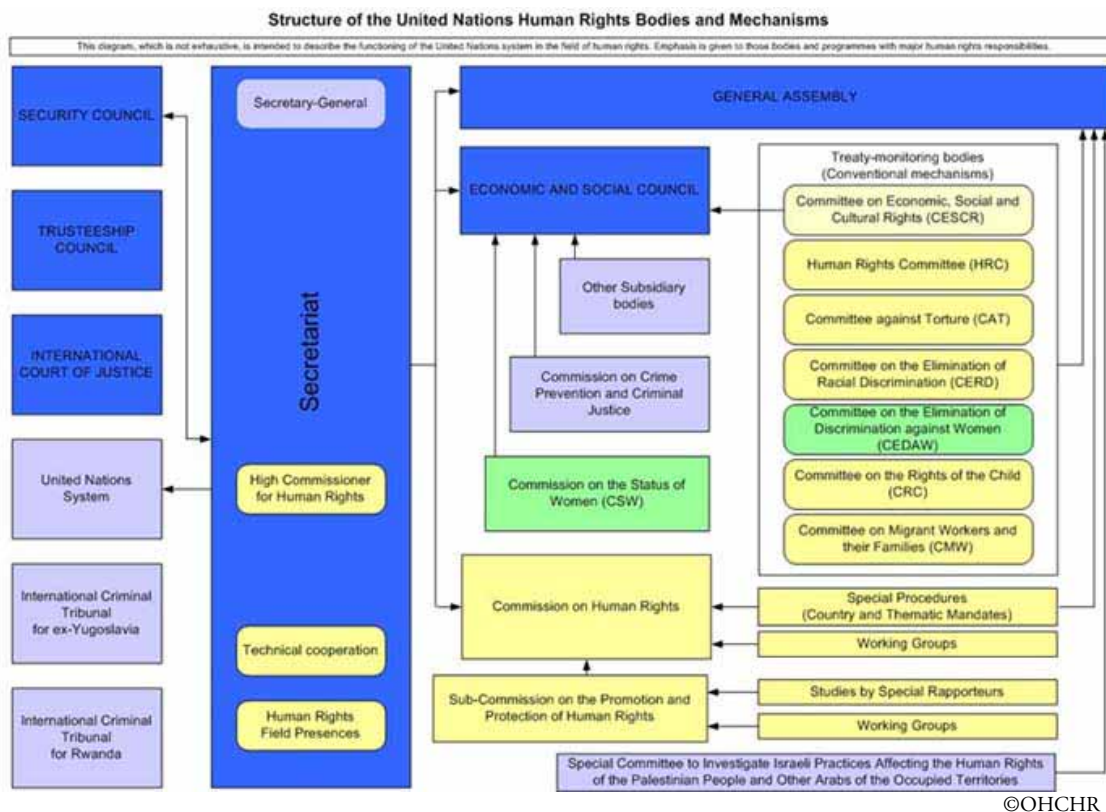 Structure of the United Nations Human Rights Bodies and Mechanisms
This diagram, which is not exhaustive, is intended to describe the functioning of the United Nations system in the field of human rights. Emphasis is given to those bodies and programmes with major human rights responsibilities.
SECURITY COUNCIL
TRUSTEESHIP
COUNCIL
INTERNATIONAL
COURT OF JUSTICE
United Nations
System
International Criminal
Tribunal
for ex-Yugoslavia
International Criminal
Tribunal
for Rwanda
Secretary-General
Secretariat
High Commissioner
for Human Rights
Technical cooperation
Human Rights
Field Presences
GENERAL ASSEMBLY
ECONOMIC AND SOCIAL COUNCIL
Other Subsidiary
bodies
Commission on Crime
Prevention and Criminal
Justice
Commission on the Status of
Women (CSW)
Commission on Human Rights
Sub-Commission on the Promotion and
Protection of Human Rights
Treaty-monitoring bodies
(Conventional mechanisms)
Committee on Economic, Social and
Cultural Rights (CESCR)
Human Rights Committee (HRC)
Committee against Torture (CAT)
Committee on the Elimination of
Racial Discrimination (CERD)
Committee on the Elimination of
Discrimination against Women
(CEDAW)
Committee on the Rights of the Child
(CRC)
Committee on Migrant Workers and
their Families (CMW)
Special Procedures
(Country and Thematic Mandates)
Working Groups
Studies by Special Rapporteurs
Working Groups
Special Committee to Investigate Israeli Practices Affecting the Human Rights
of the Palestinian People and Other Arabs of the Occupied Territories
©OHCHR